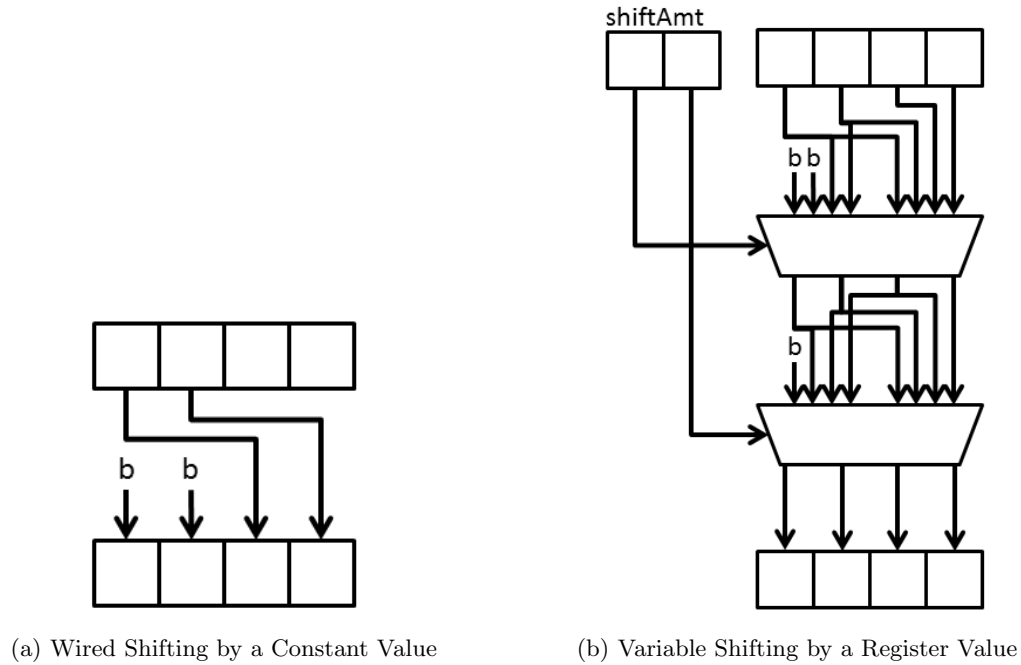 shiftAmt
b b
b
b b
(a) Wired Shifting by a Constant Value
(b) Variable Shifting by a Register Value